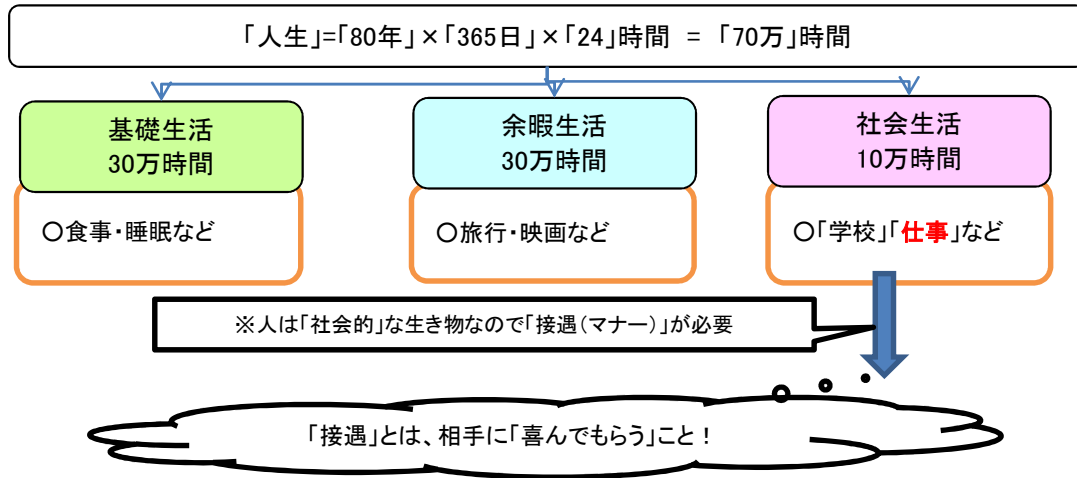 「人生」=「80年」×「365日」×「24」時間 = 「70万」時間
基礎生活
30万時間
余暇生活
30万時間
社会生活
10万時間
〇食事・睡眠など
〇旅行・映画など
〇「学校」「仕事」など
※人は「社会的」な生き物なので「接遇(マナー)」が必要
「接遇」とは、相手に「喜んでもらう」こと！